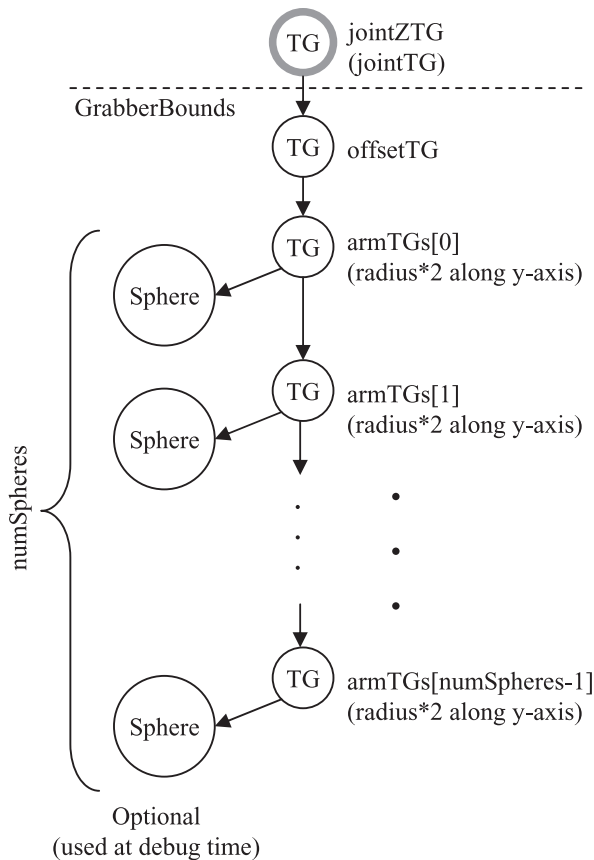 TG
jointZTG
(jointTG)
GrabberBounds
TG
offsetTG
TG
armTGs[0]
(radius*2 along y-axis)
Sphere
TG
armTGs[1]
(radius*2 along y-axis)
Sphere
numSpheres
TG
armTGs[numSpheres-1]
(radius*2 along y-axis)
Sphere
Optional
(used at debug time)